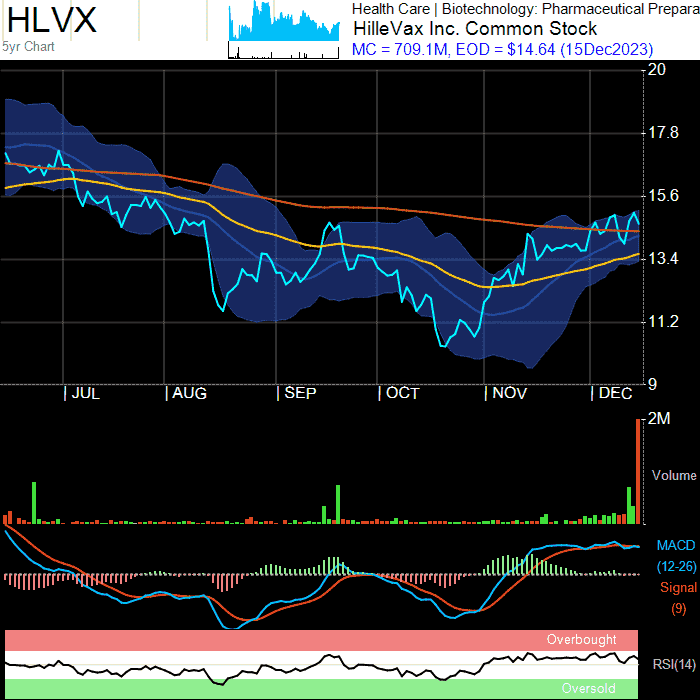 HLVX
5yr Chart
Health Care | Biotechnology: Pharmaceutical Prepara
HilleVax Inc. Common Stock
MC = 709.1M, EOD = $14.64 (15Dec2023)
20
17.8
15.6
13.4
11.2
9
| JUL | AUG | SEP | OCT | NOV | DEC
2M
Volume
MACD
(12-26)
Signal
(9)
Overbought
RSI(14)
Oversold